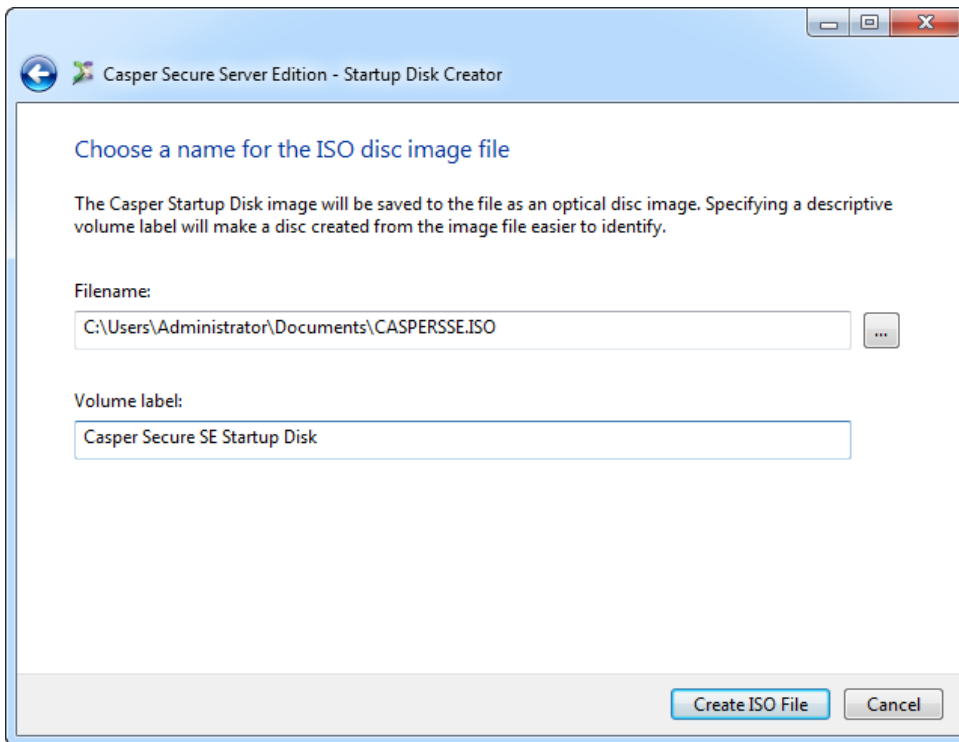 Casper Secure Server Edition - Startup Disk Creator
Choose a name for the ISO disc image file
The Casper Startup Disk image will be saved to the file as an optical disc image. Specifying a descriptive
volume label will make a disc created from the image file easier to identify.
Filename:
C:\Users\Administrator\Documents\CASPERSSE.ISO
...
Volume label:
Casper Secure SE Startup Disk
Create ISO File
Cancel